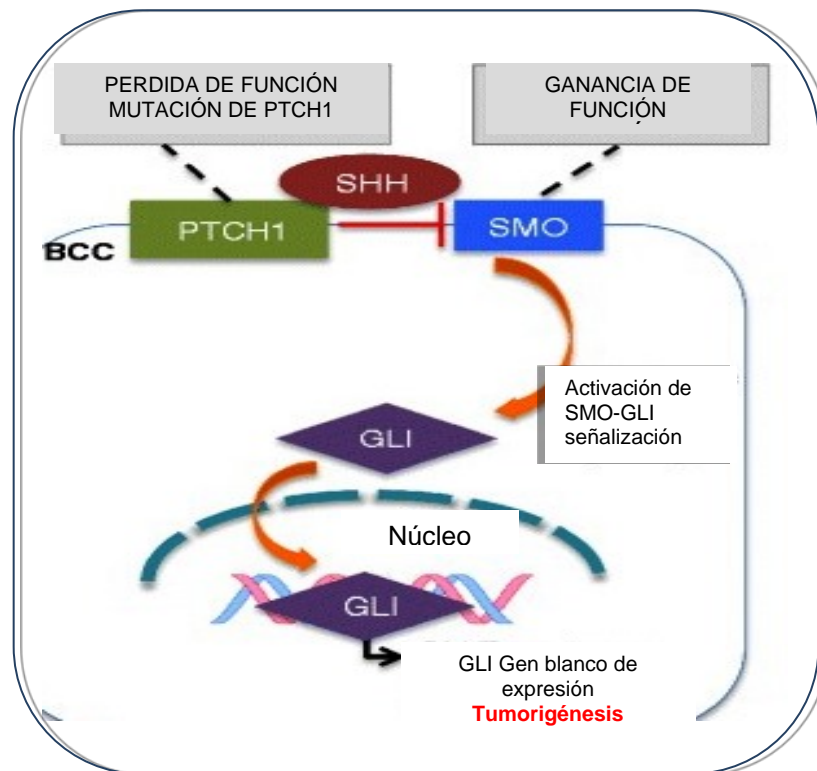 PERDIDA DE FUNCIÓN
MUTACIÓN DE PTCH1
GANANCIA DE
FUNCIÓN
SHH
PTCH1
SMO
BCC
Activación de
SMO-GLI
señalización
GLI
Núcleo
GLI
GLI Gen blanco de
expresión
Tumorigénesis